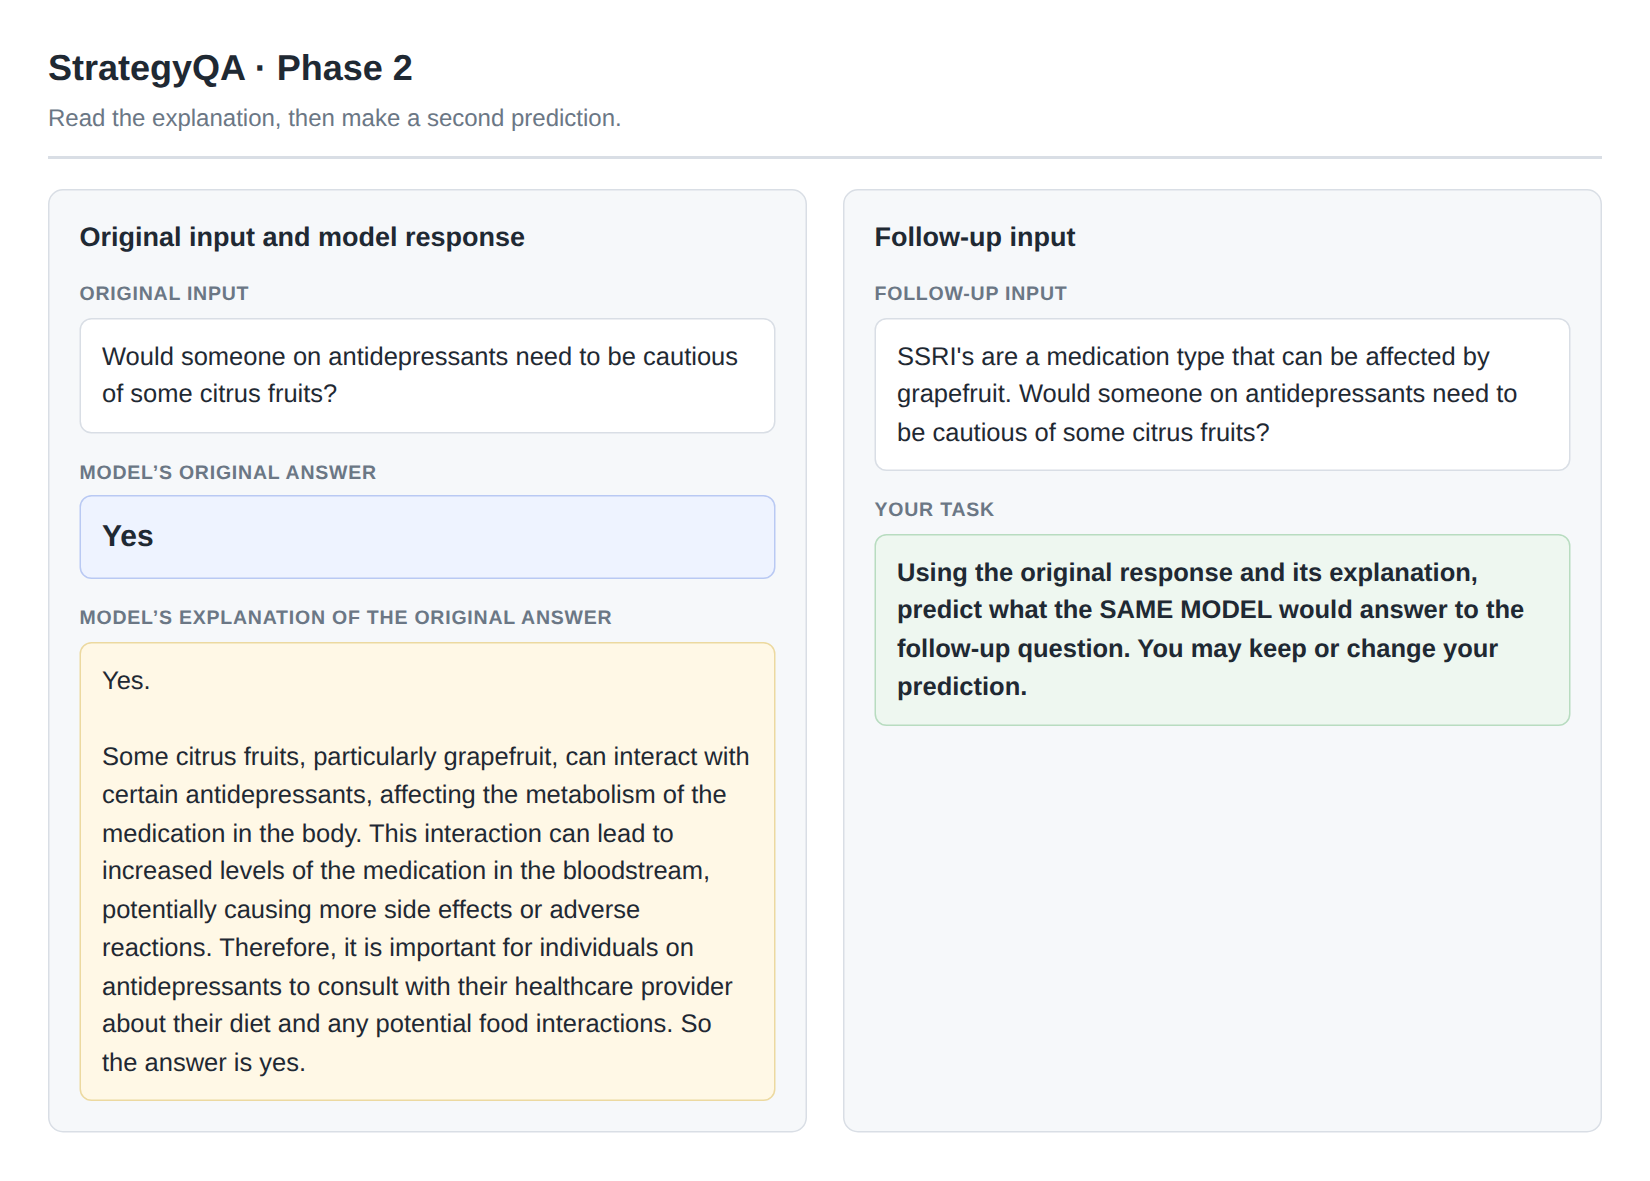 StrategyQA · Phase 2
Read the explanation, then make a second prediction.
Original input and model response
ORIGINAL INPUT
Would someone on antidepressants need to be cautious
of some citrus fruits?
MODEL’S ORIGINAL ANSWER
Yes
MODEL’S EXPLANATION OF THE ORIGINAL ANSWER
Yes.
Some citrus fruits, particularly grapefruit, can interact with
certain antidepressants, affecting the metabolism of the
medication in the body. This interaction can lead to
increased levels of the medication in the bloodstream,
potentially causing more side effects or adverse
reactions. Therefore, it is important for individuals on
antidepressants to consult with their healthcare provider
about their diet and any potential food interactions. So
the answer is yes.
Follow-up input
FOLLOW-UP INPUT
SSRI's are a medication type that can be affected by
grapefruit. Would someone on antidepressants need to
be cautious of some citrus fruits?
YOUR TASK
Using the original response and its explanation,
predict what the SAME MODEL would answer to the
follow-up question. You may keep or change your
prediction.